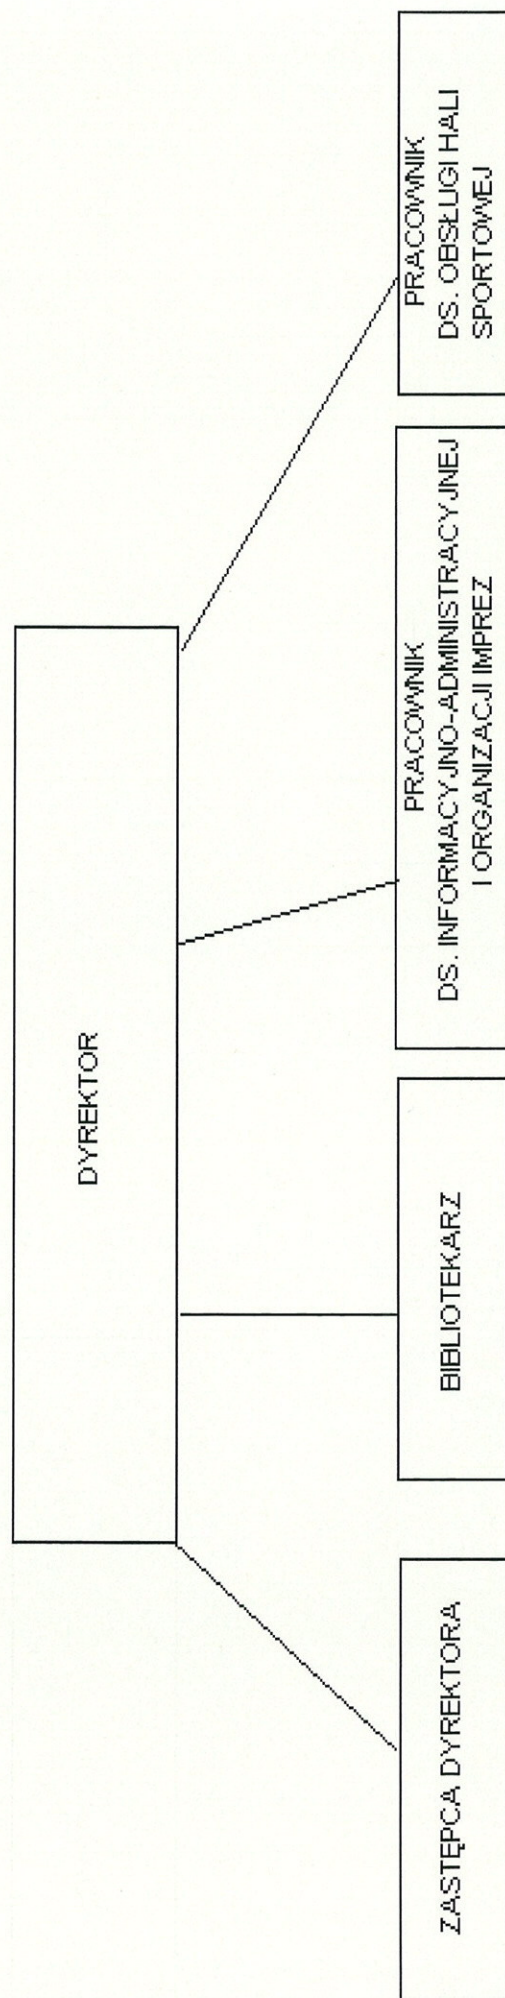 DYREKTOR
ZASTĘPCA DYREKTORA
BIBLIOTEKARZ
PRACOWNIK
DS. INFORMACYJNO-ADMINISTRACYJNEJ
I ORGANIZACJI IMPREZ
PRACOWNIK
DS. OBSŁUGI HALI
SPORTOWEJ